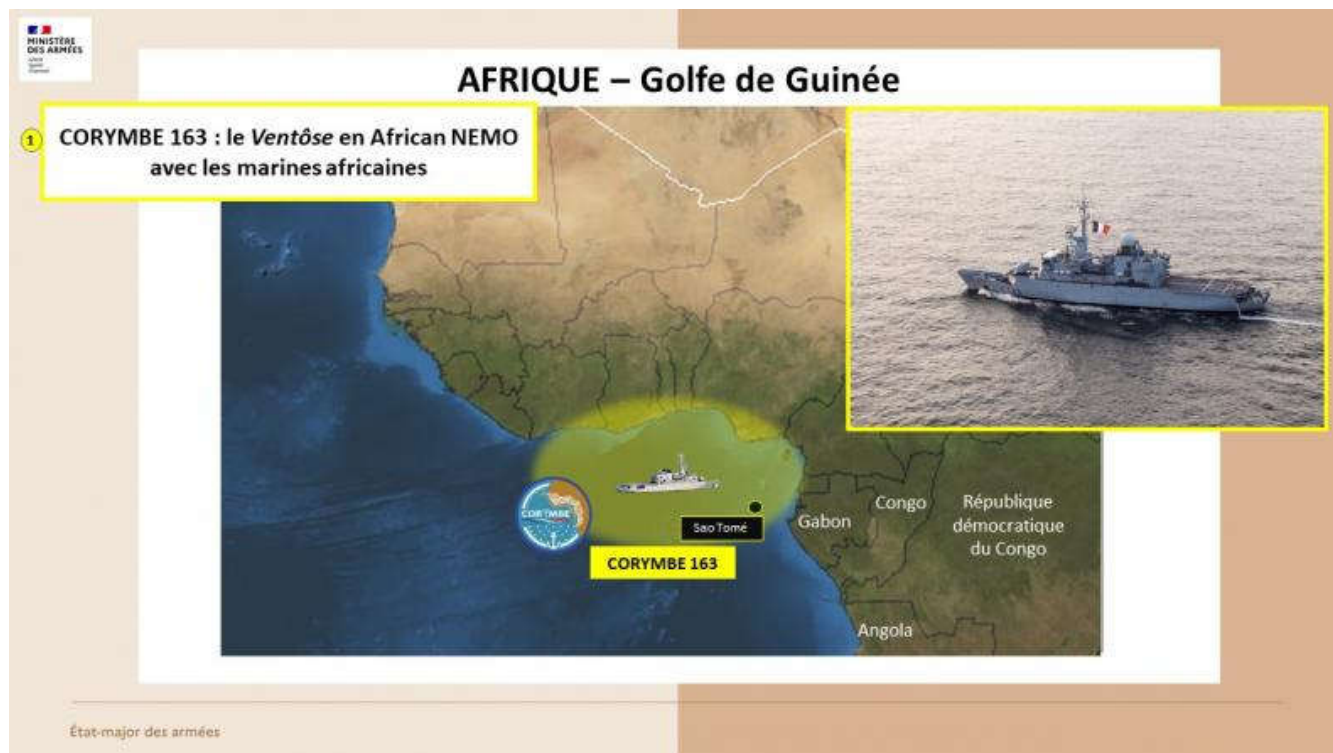 MINISTÈRE
DES ARMÉES
AFRIQUE – Golfe de Guinée
1
CORYMBE 163 : le Ventôse en African NEMO
avec les marines africaines
CORYMBE
Sao Tomé
CORYMBE 163
Gabon
Congo
République
démocratique
du Congo
Angola
État-major des armées